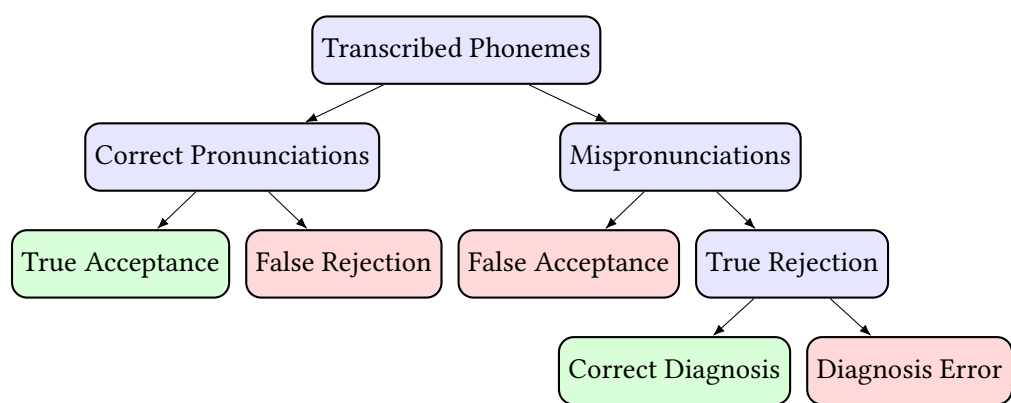 Transcribed Phonemes
Correct Pronunciations
Mispronunciations
True Acceptance
False Rejection
False Acceptance
True Rejection
Correct Diagnosis
Diagnosis Error